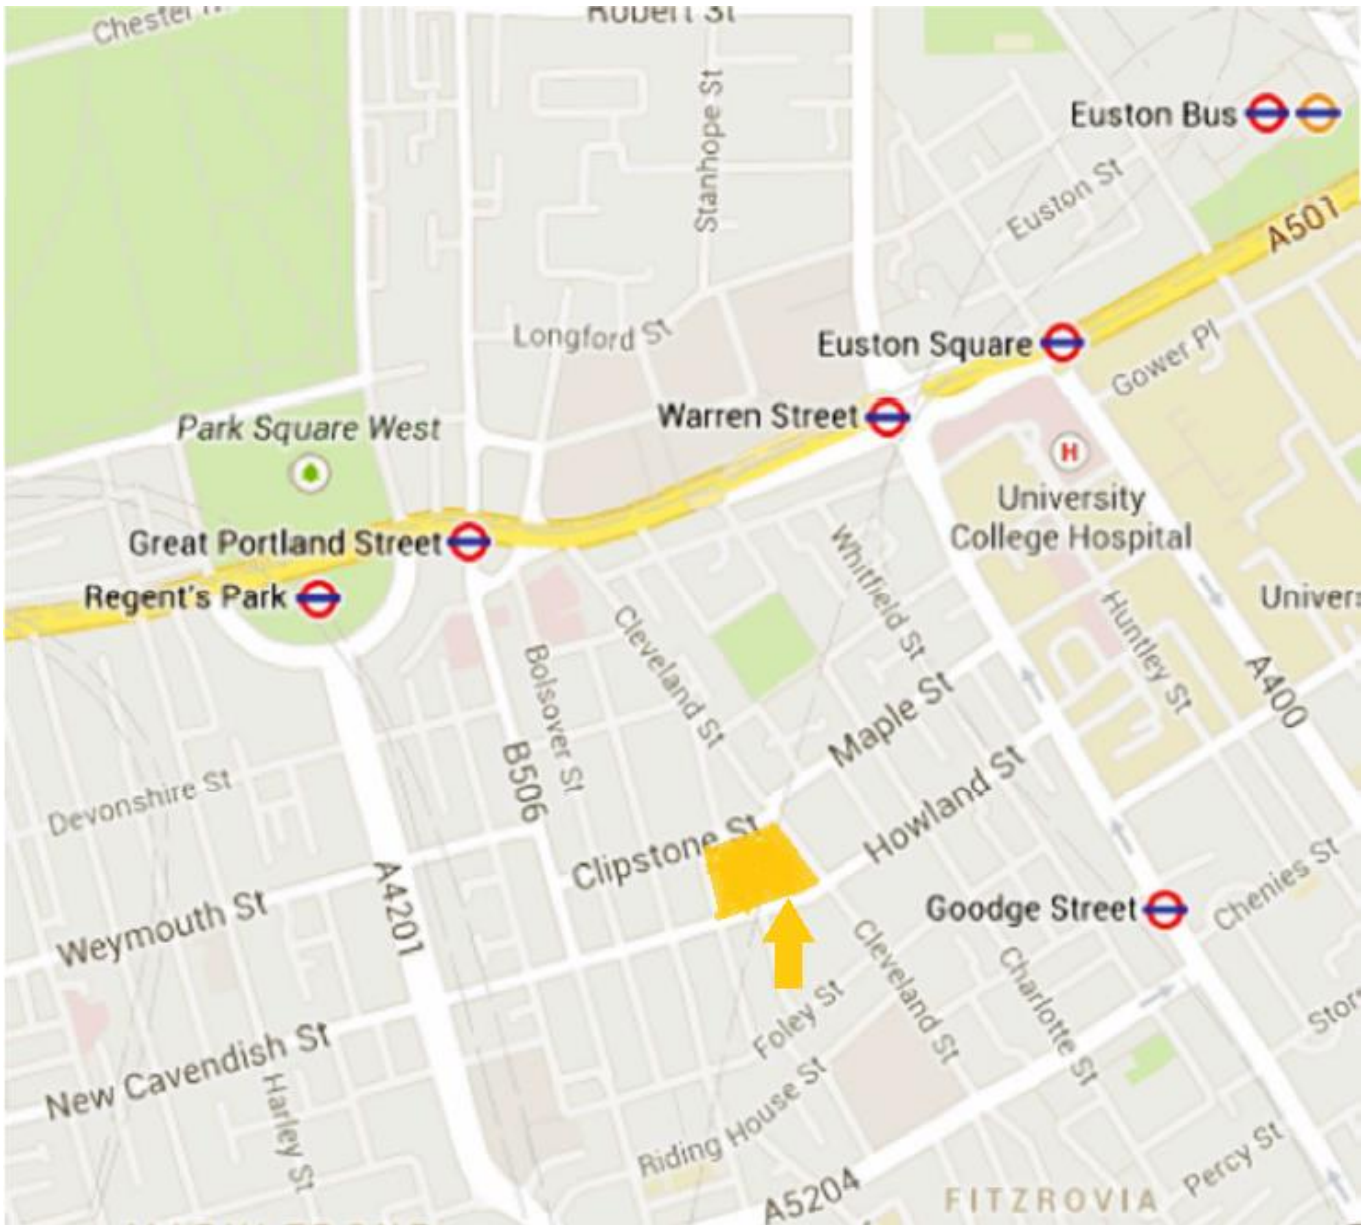 Chester
Robert St
Stanhope St
Euston Bus
Euston St
A501
Longford St
Euston Square
Gower Pl
Park Square West
Warren Street
H
University
College Hospital
Great Portland Street
Regent's Park
Whitfield St
Huntley St
Cleveland St
Bolsover St
A400
Maple St
B506
Devonshire St
Howland St
Clipstone St
A4201
Weymouth St
Goodge Street
Chenies St
Cleveland St
Charlotte St
Foley St
New Cavendish St
Harley St
Riding House St
Percy St
A5204
FITZROVIA